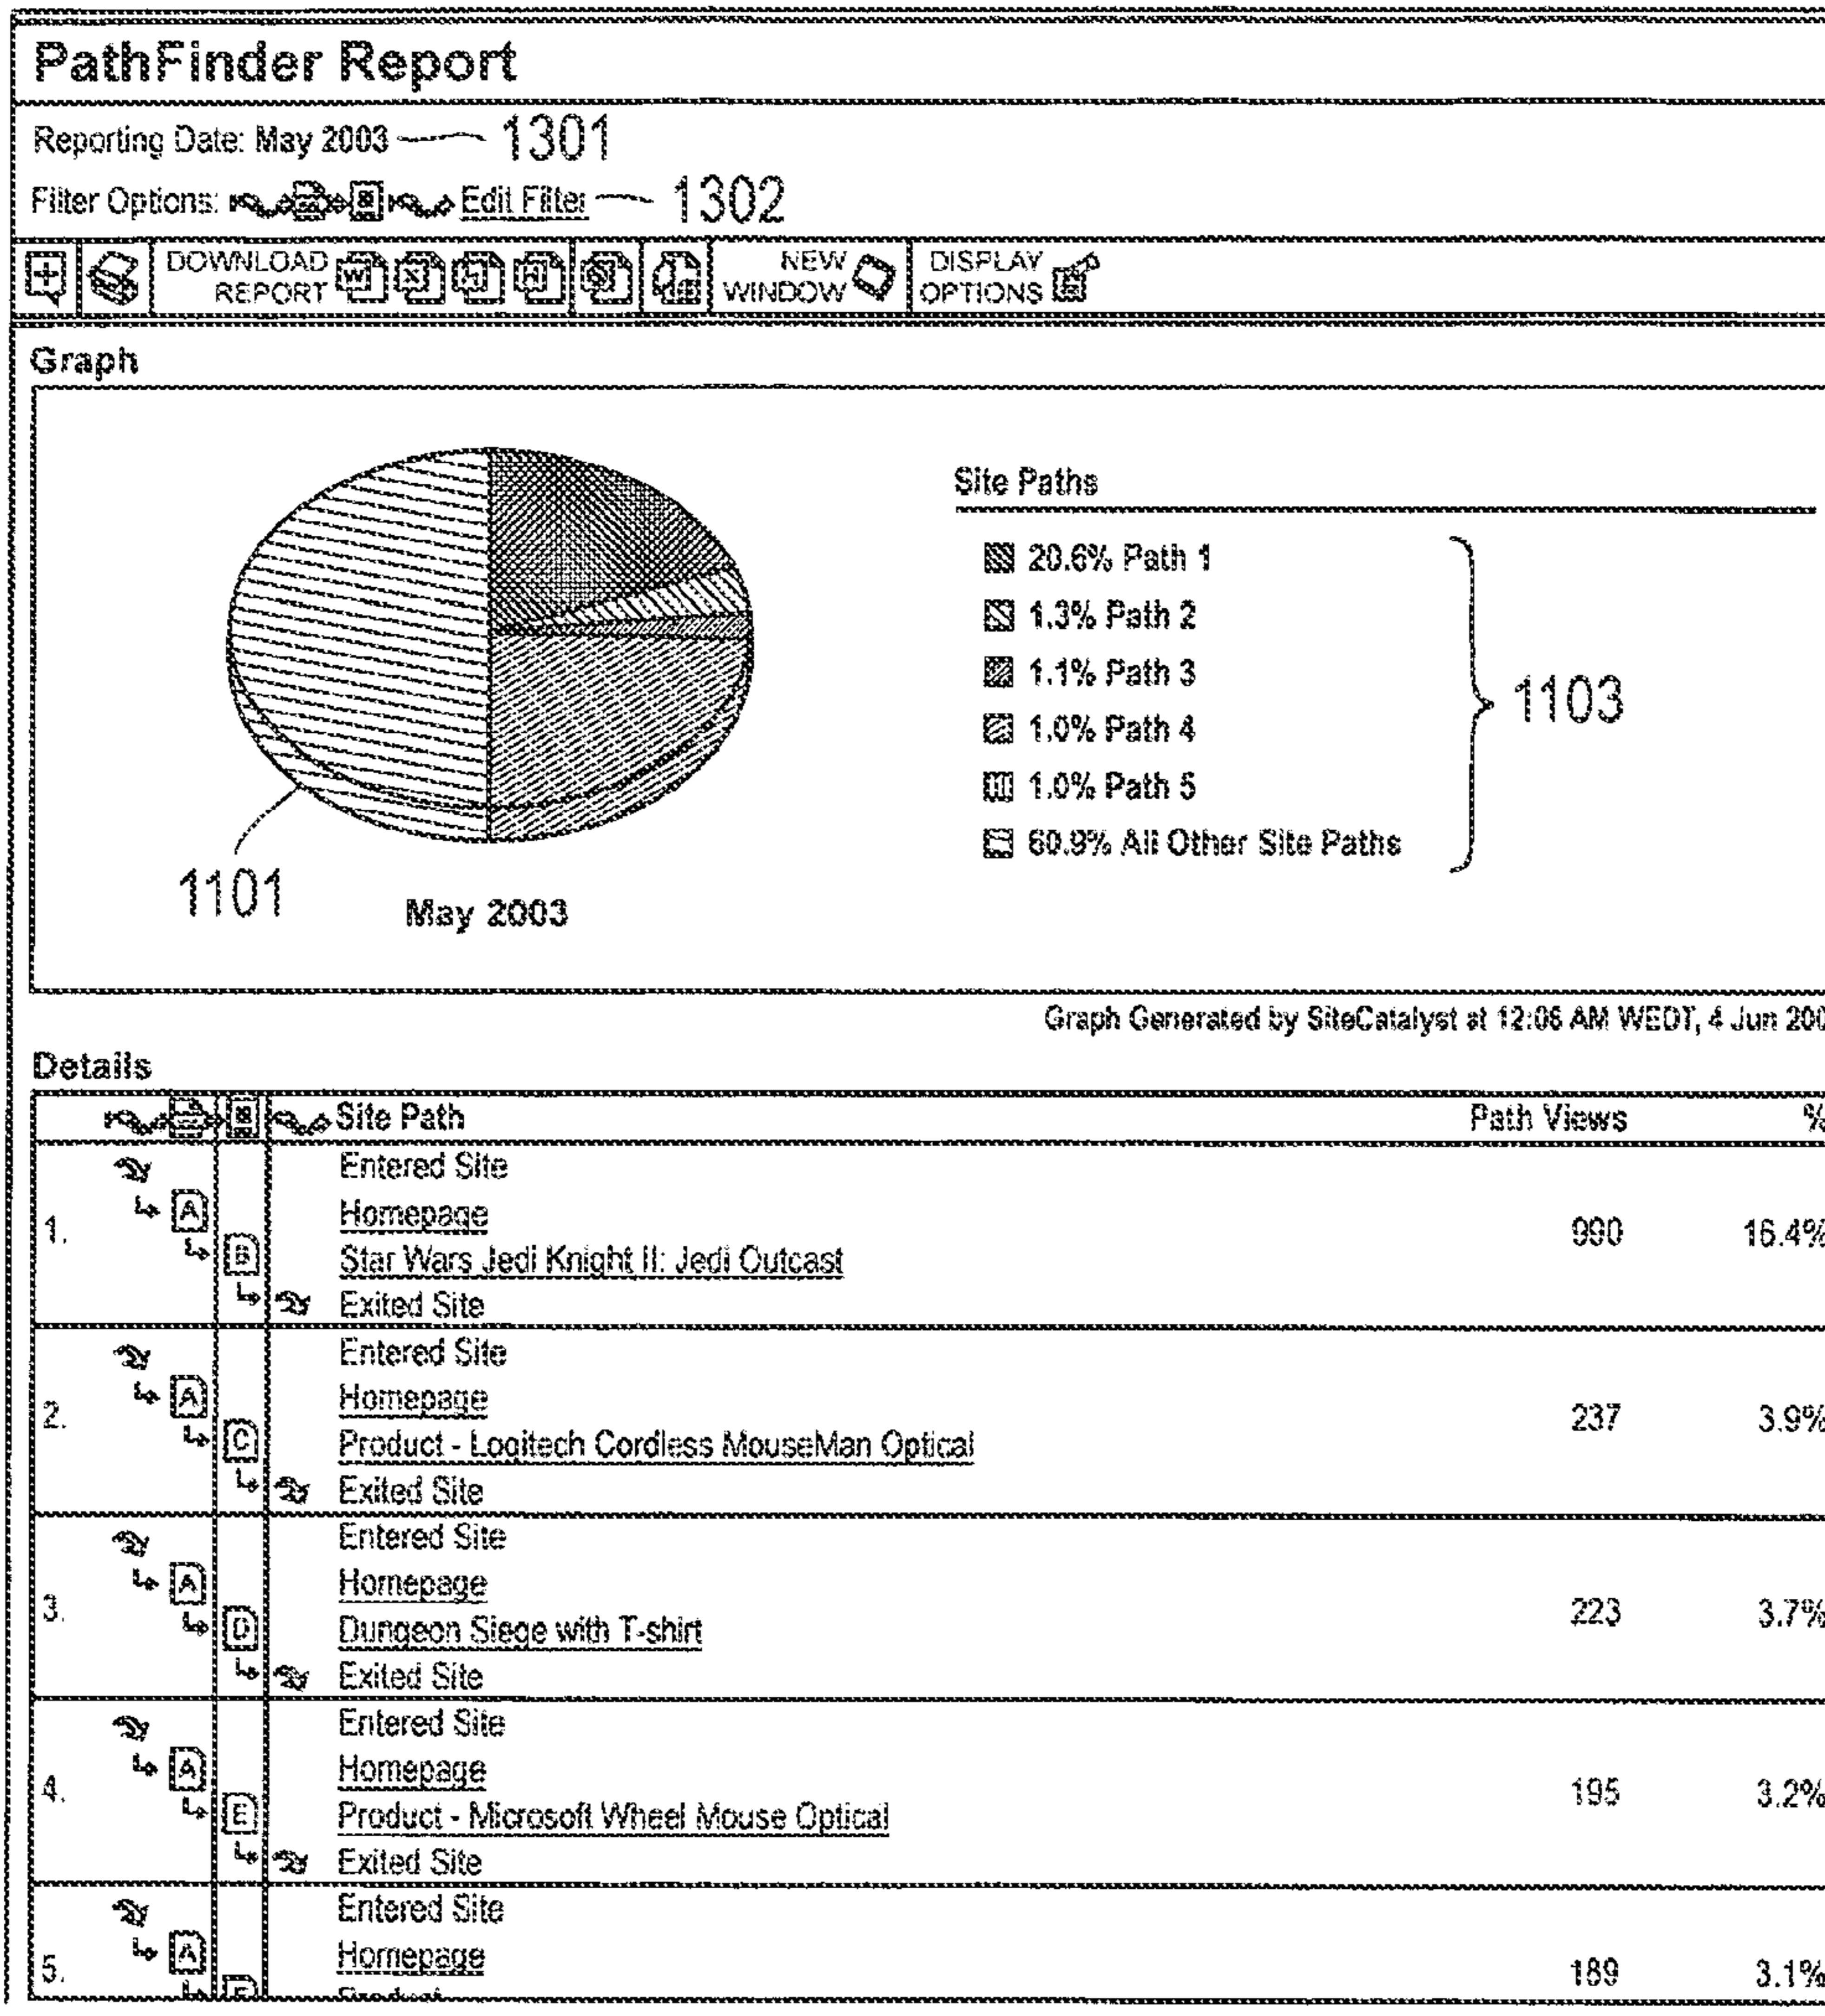 PathFinder Report
Reporting Date: May 2003 1301
Filter Options: Edit Filter 1302
DOWNLOAD REPORT W X H NEW WINDOW DISPLAY OPTIONS
Graph
Site Paths
20.6% Path 1
1.3% Path 2
1.1% Path 3
1.0% Path 4
1.0% Path 5
60.9% All Other Site Paths
1103
1101
May 2003
Graph Generated by SiteCatalyst at 12:06 AM WEDT, 4 Jun 200
Details
Site Path Path Views %
Entered Site
A Homepage
1. B Star Wars Jedi Knight II: Jedi Outcast 990 16.4%
Exited Site
Entered Site
A Homepage
2. C Product - Logitech Cordless MouseMan Optical 237 3.9%
Exited Site
Entered Site
A Homepage
3. D Dungeon Siege with T-shirt 223 3.7%
Exited Site
Entered Site
A Homepage
4. E Product - Microsoft Wheel Mouse Optical 195 3.2%
Exited Site
Entered Site
A Homepage
5. 189 3.1%